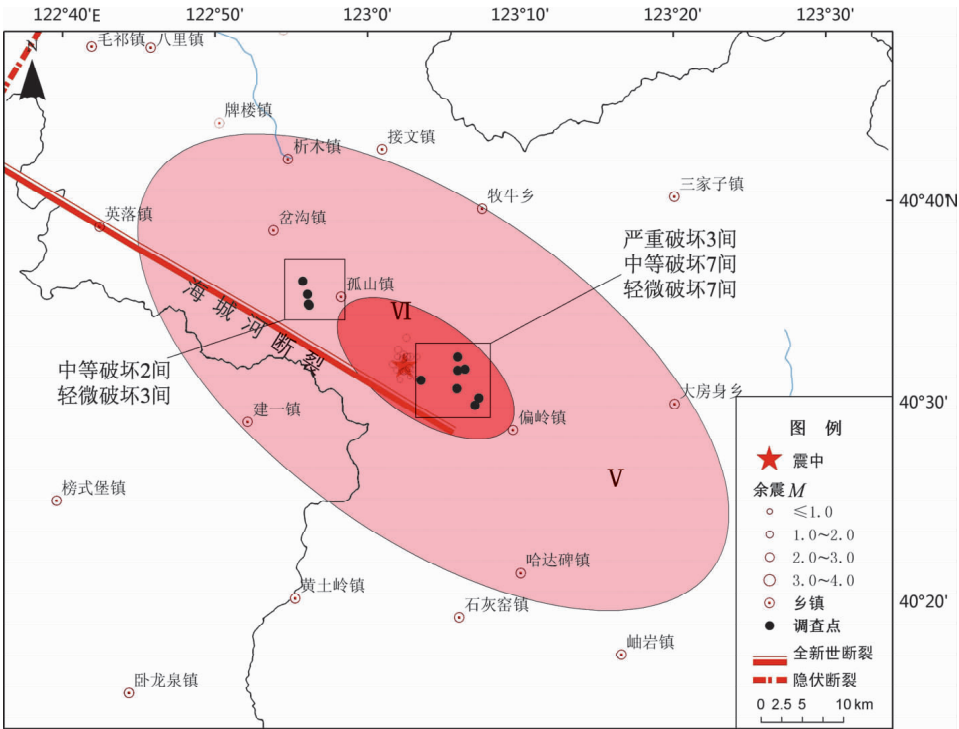 122°40′E
122°50′
123°0′
123°10′
123°20′
123°30′
N
毛祁镇
八里镇
牌楼镇
析木镇
接文镇
三家子镇
40°40′N
牧牛乡
英落镇
岔沟镇
严重破坏3间
中等破坏7间
轻微破坏7间
孤山镇
海城河断裂
Ⅵ
中等破坏2间
轻微破坏3间
建一镇
偏岭镇
大房身乡
40°30′
榜式堡镇
Ⅴ
哈达碑镇
黄土岭镇
石灰窑镇
岫岩镇
卧龙泉镇
40°20′
图 例
震中
余震M
≤1.0
1.0~2.0
2.0~3.0
3.0~4.0
乡镇
调查点
全新世断裂
隐伏断裂
0 2.5 5 10 km